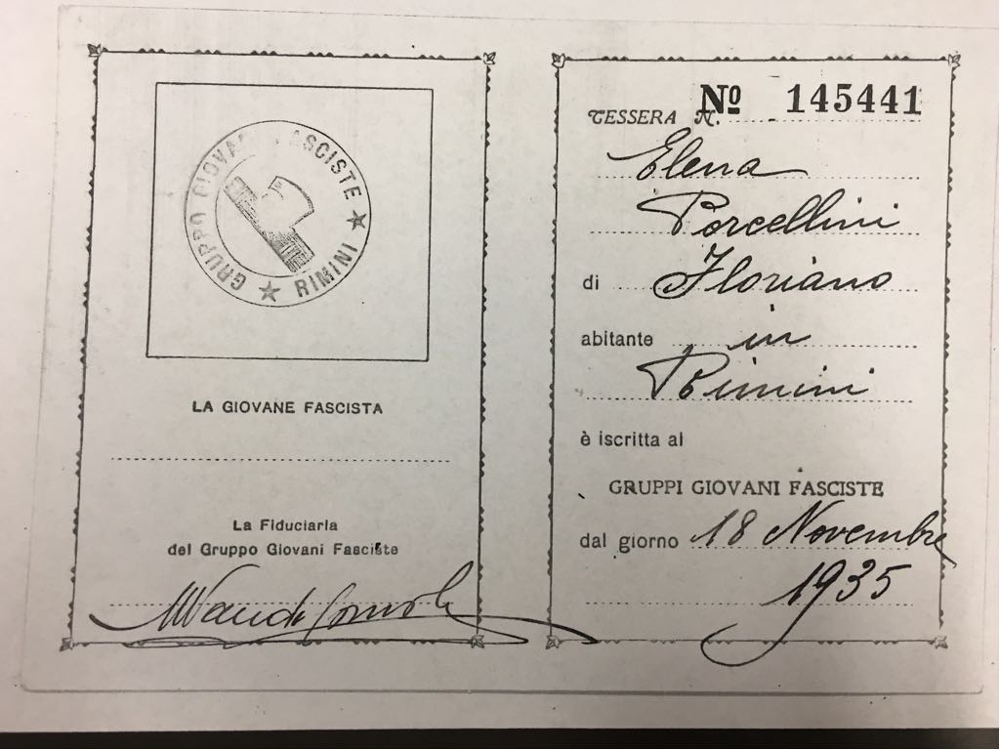 GRUPPO GIOVANI FASCISTE
RIMINI
LA GIOVANE FASCISTA
La Fiduciaria
del Gruppo Giovani Fasciste
TESSERA N. Nº 145441
Elena
Porcellini
di Floriano
abitante in
Rimini
è iscritta al
GRUPPI GIOVANI FASCISTE
dal giorno 18 Novembre
1935